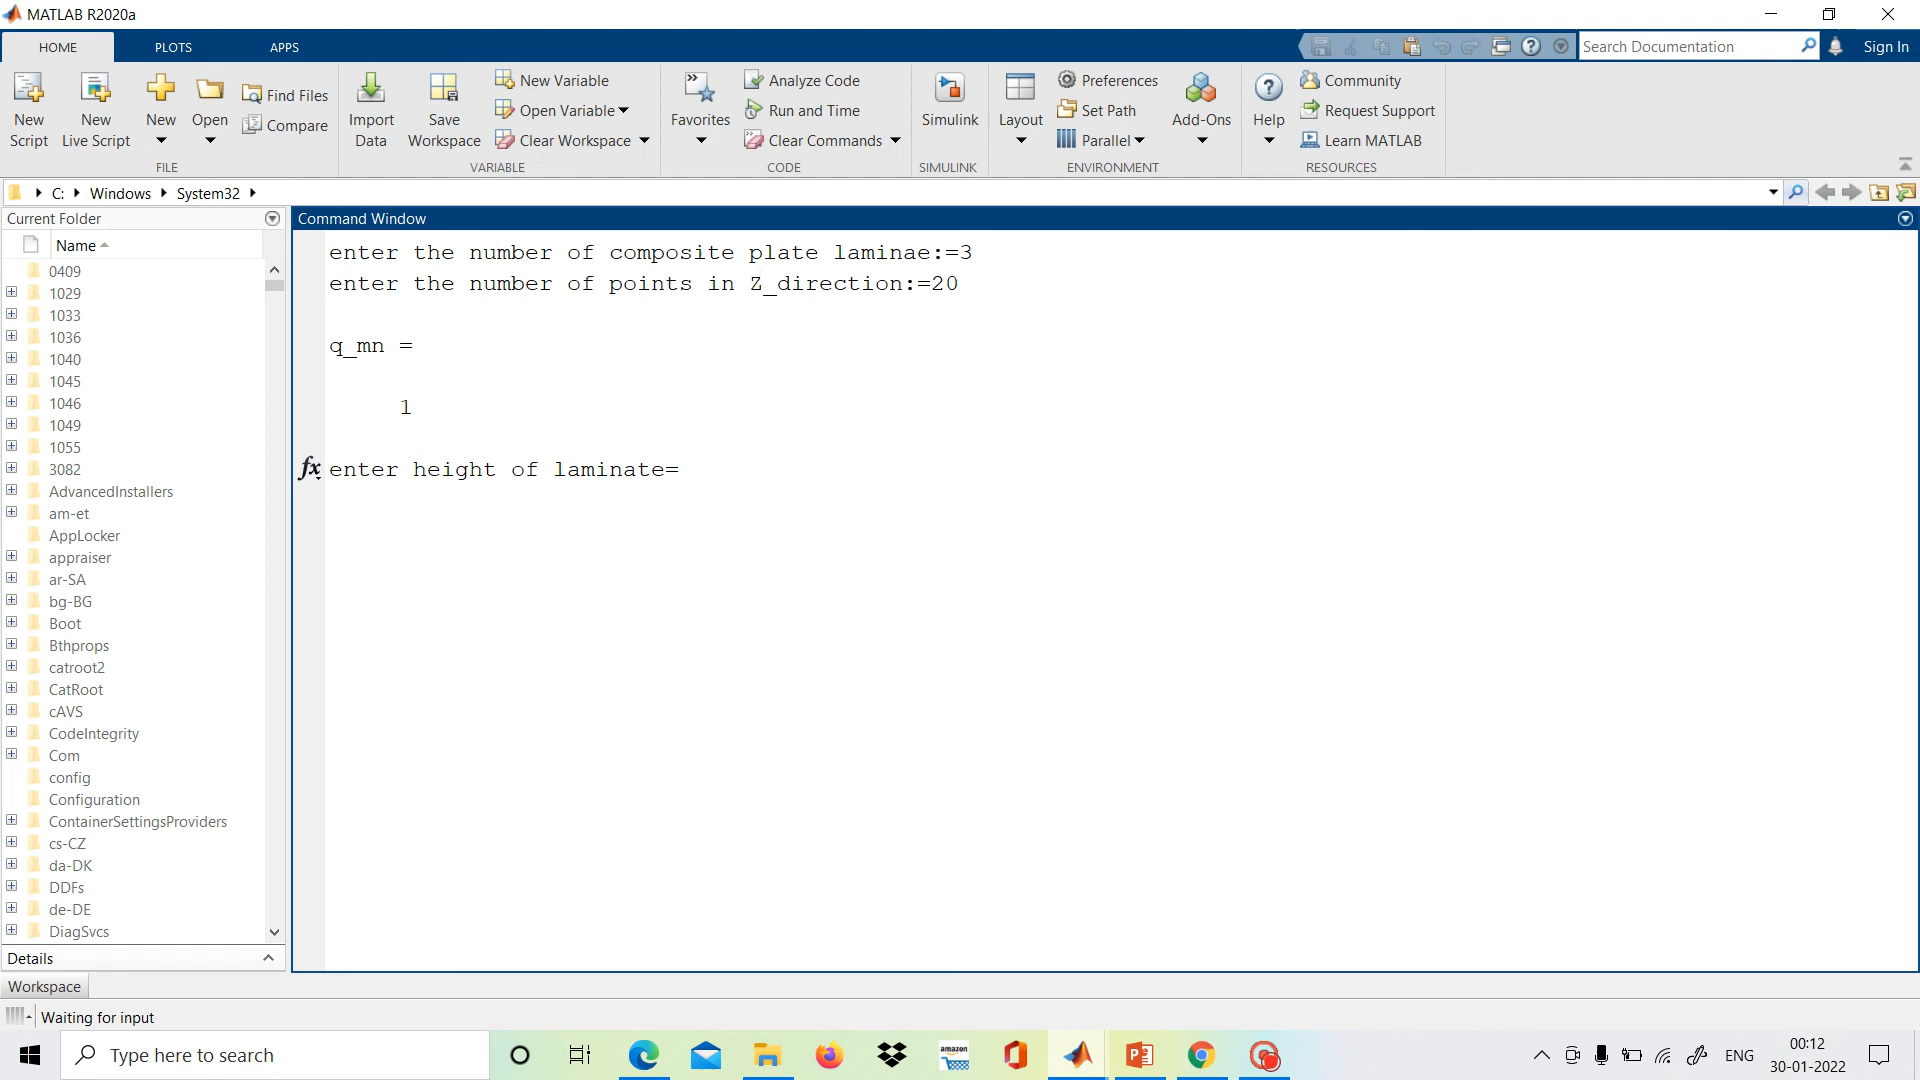 MATLAB R2020a
HOME PLOTS APPS
Search Documentation
Sign In
New Script
New Live Script
New
Open
Find Files
Compare
FILE
Import Data
Save Workspace
New Variable
Open Variable
Clear Workspace
VARIABLE
Favorites
Analyze Code
Run and Time
Clear Commands
CODE
Simulink
SIMULINK
Layout
Preferences
Set Path
Parallel
Add-Ons
ENVIRONMENT
Help
Community
Request Support
Learn MATLAB
RESOURCES
C: Windows System32
Current Folder
Name
0409
1029
1033
1036
1040
1045
1046
1049
1055
3082
AdvancedInstallers
am-et
AppLocker
appraiser
ar-SA
bg-BG
Boot
Bthprops
catroot2
CatRoot
cAVS
CodeIntegrity
Com
config
Configuration
ContainerSettingsProviders
cs-CZ
da-DK
DDFs
de-DE
DiagSvcs
Details
Workspace
Command Window
enter the number of composite plate laminae:=3
enter the number of points in Z_direction:=20
q_mn =
1
fx enter height of laminate=
Waiting for input
Type here to search
amazon
ENG
00:12
30-01-2022